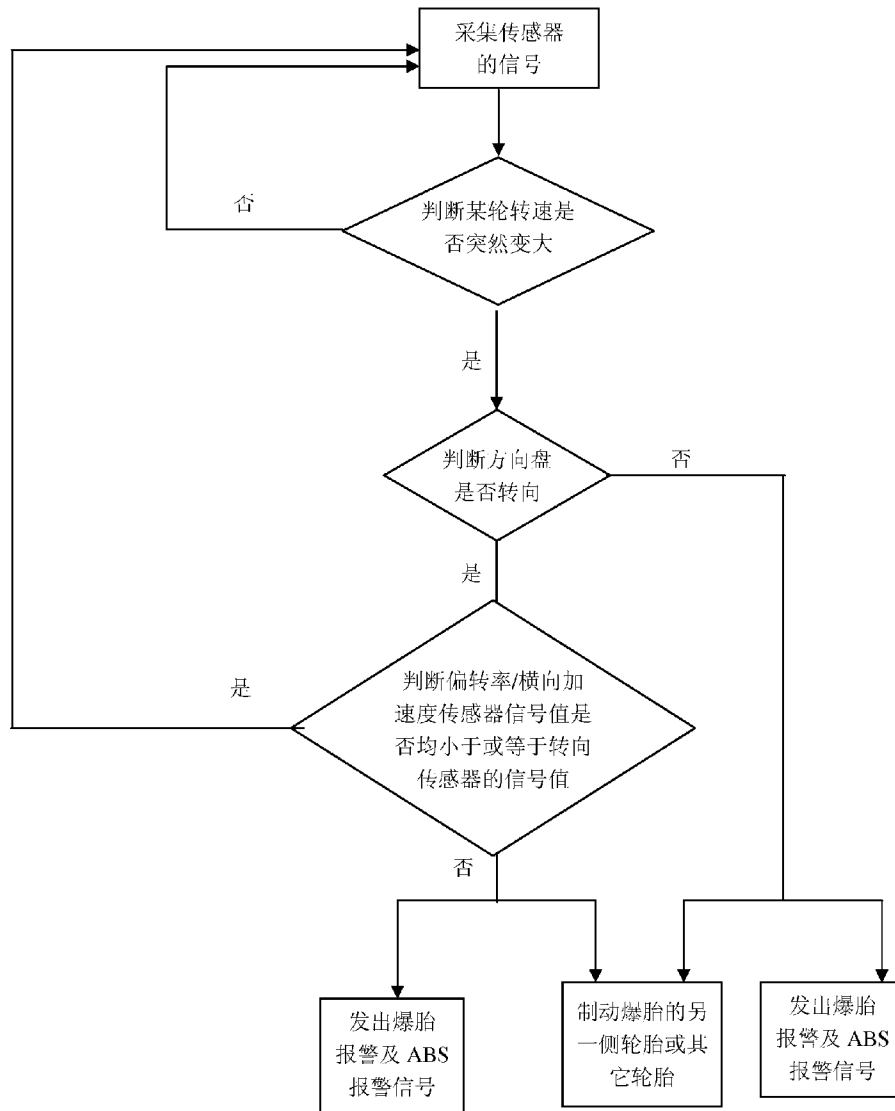 采集传感器
的信号
否
判断某轮转速是
否突然变大
是
判断方向盘
是否转向
否
是
是
判断偏转率/横向加
速度传感器信号值是
否均小于或等于转向
传感器的信号值
否
发出爆胎
报警及 ABS
报警信号
制动爆胎的另
一侧轮胎或其
它轮胎
发出爆胎
报警及 ABS
报警信号